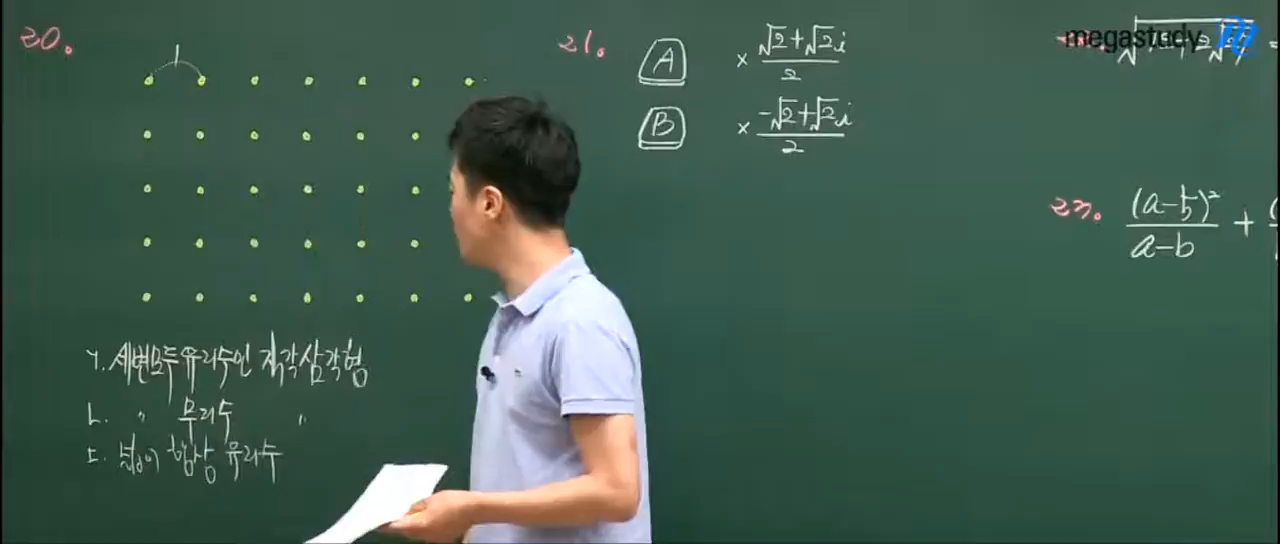 20.
1
ㄱ. 세변모두유리수인 직각삼각형
ㄴ. 〃 무리수 〃
ㄷ. 넓이 항상 유리수
21.
A × √2+√2i / 2
B × -√2+√2i / 2
megastudy
23. (a-b)² / a-b +